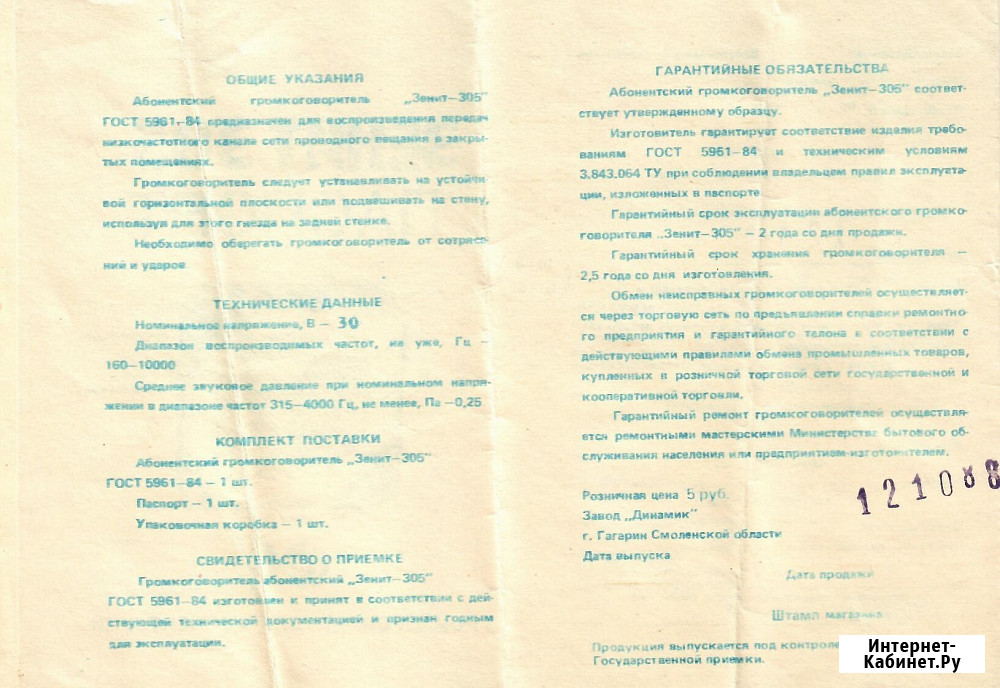 ОБЩИЕ УКАЗАНИЯ
Абонентский громкоговоритель „Зенит—305"
ГОСТ 5961—84 предназначен для воспроизведения передач
низкочастотного канале сети проводного вещания в закры-
тых помещениях.
Громкоговоритель следует устанавливать на устойчи-
вой горизонтальной плоскости или подвешивать на стену,
используя для этого гнезда на задней стенке.
Необходимо оберегать громкоговоритель от сотрясе-
ний и ударов
ТЕХНИЧЕСКИЕ ДАННЫЕ
Номинальное напряжение, В — 30
Диапазон воспроизводимых частот, не уже, Гц —
160—10000
Среднее звуковое давление при номинальном напря-
жении в диапазоне частот 315—4000 Гц, не менее, Па —0,25
КОМПЛЕКТ ПОСТАВКИ
Абонентский громкоговоритель „Зенит—305"
ГОСТ 5961—84 — 1 шт.
Паспорт — 1 шт.
Упаковочная коробка — 1 шт.
СВИДЕТЕЛЬСТВО О ПРИЕМКЕ
Громкоговоритель абонентский „Зенит—305"
ГОСТ 5961—84 изготовлен и принят в соответствии с дей-
ствующей технической документацией и признан годным
для эксплуатации.
ГАРАНТИЙНЫЕ ОБЯЗАТЕЛЬСТВА
Абонентский громкоговоритель „Зенит—305" соответ-
ствует утвержденному образцу.
Изготовитель гарантирует соответствие изделия требо-
ваниям ГОСТ 5961—84 и техническим условиям
3.843.064 ТУ при соблюдении владельцем правил эксплуата-
ции, изложенных в паспорте.
Гарантийный срок эксплуатации абонентского громко-
говорителя „Зенит—305" — 2 года со дня продажи.
Гарантийный срок хранения громкоговорителя —
2,5 года со дня изготовления.
Обмен неисправных громкоговорителей осуществляет-
ся через торговую сеть по предъявлении справки ремонтно-
го предприятия и гарантийного талона в соответствии с
действующими правилами обмена промышленных товаров,
купленных в розничной торговой сети государственной и
кооперативной торговли.
Гарантийный ремонт громкоговорителей осуществля-
ется ремонтными мастерскими Министерства бытового об-
служивания населения или предприятием-изготовителем.
Розничная цена 5 руб.
121088
Завод „Динамик"
г. Гагарин Смоленской области
Дата выпуска
Дата продажи
Штамп магазина
Продукция выпускается под контролем
Государственной приемки.
Интернет-
Кабинет.Ру